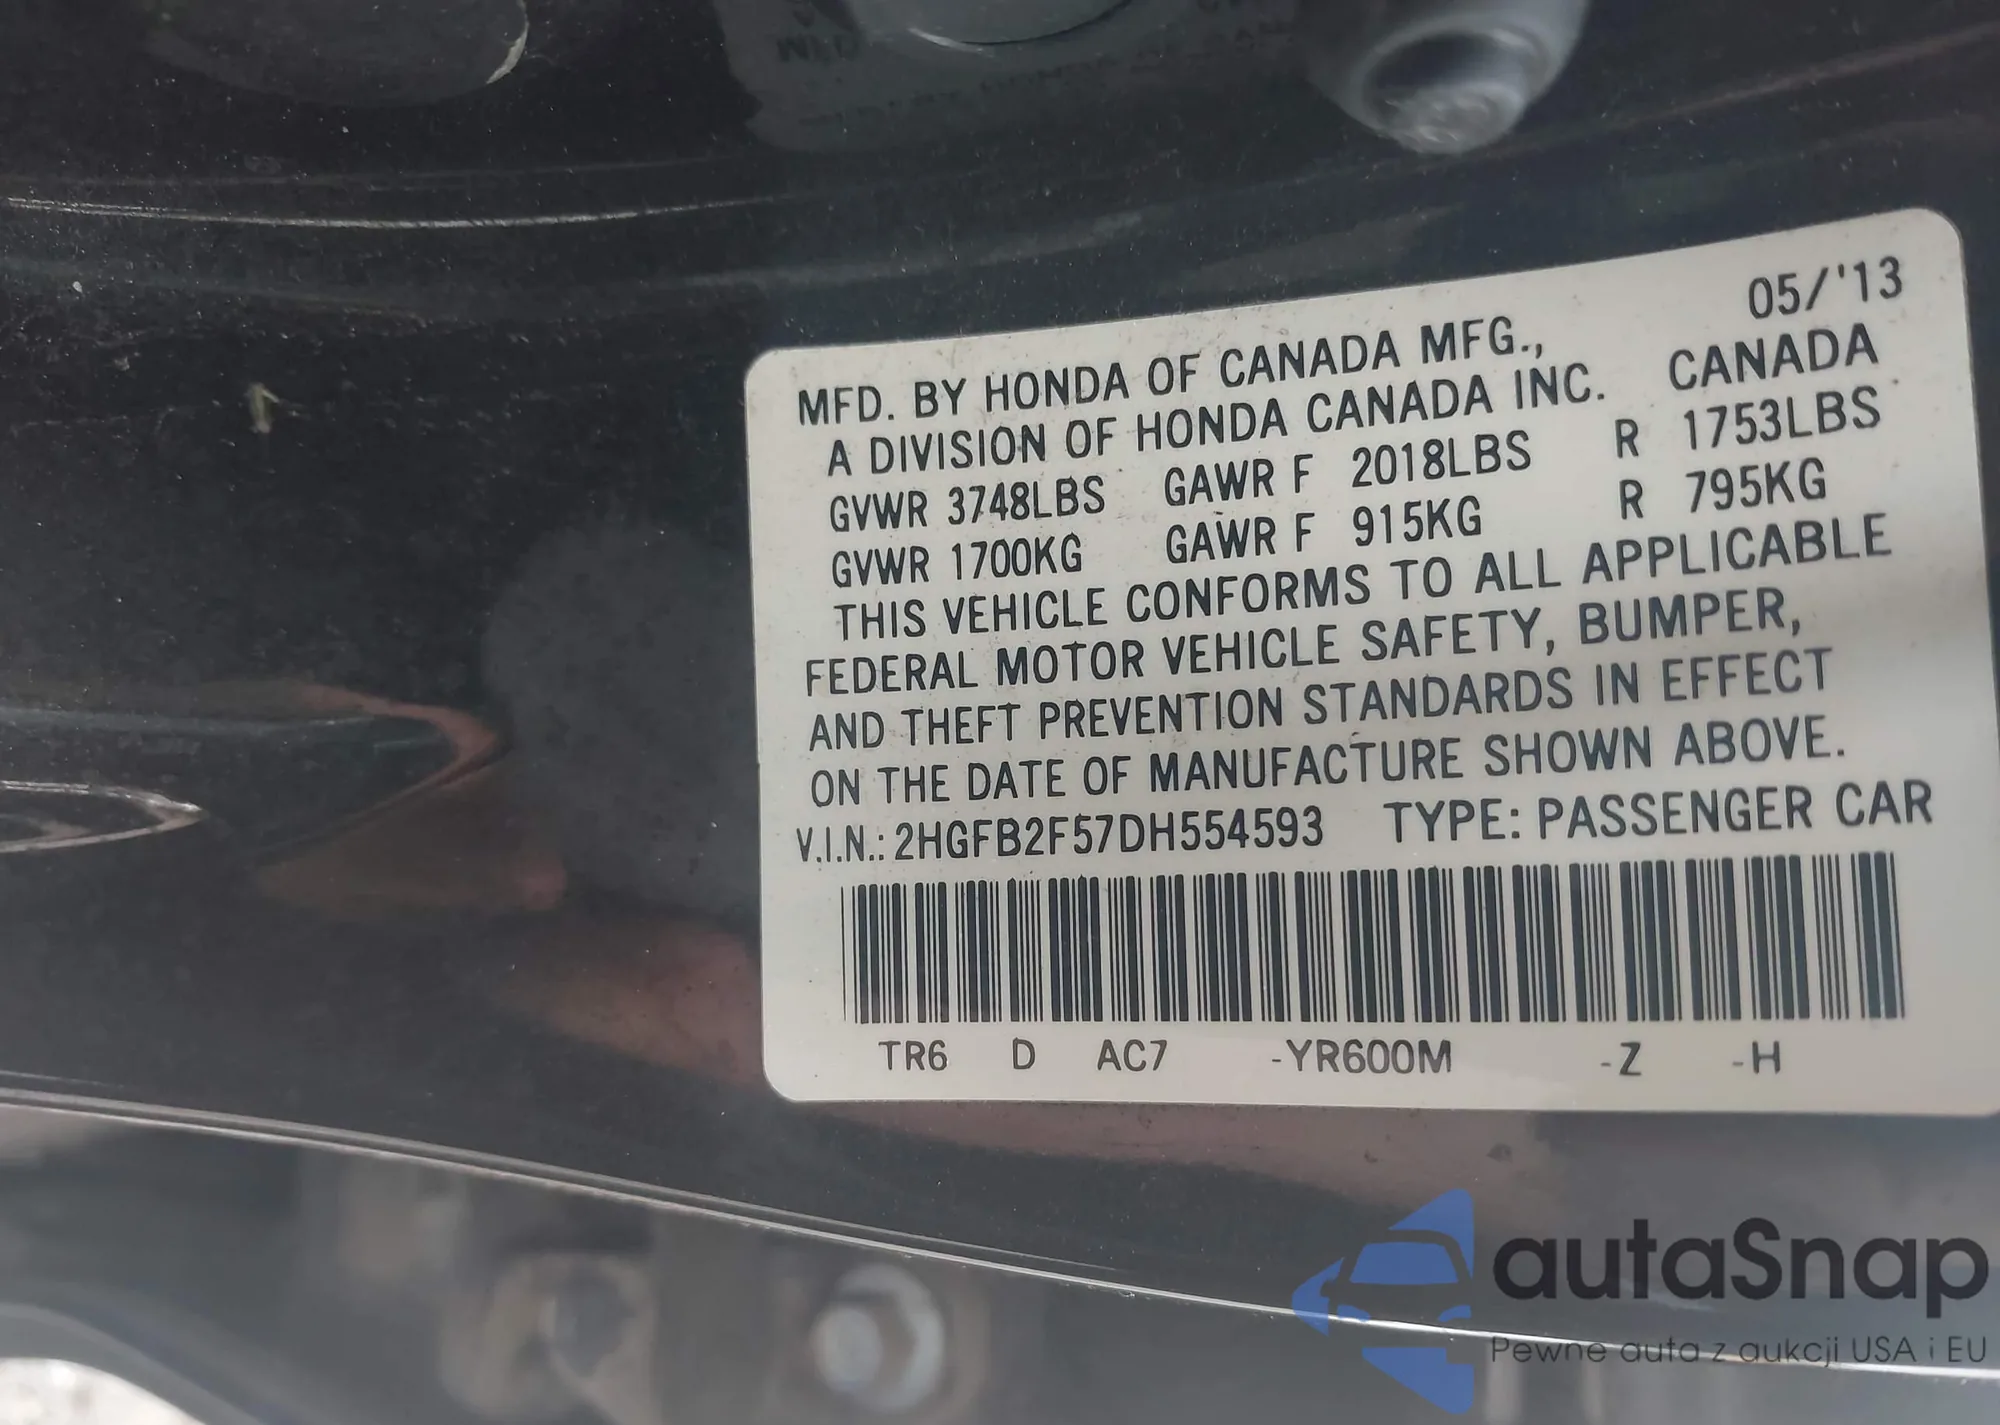 05/'13
MFD. BY HONDA OF CANADA MFG.,
A DIVISION OF HONDA CANADA INC. CANADA
GVWR 3748LBS GAWR F 2018LBS R 1753LBS
GVWR 1700KG GAWR F 915KG R 795KG
THIS VEHICLE CONFORMS TO ALL APPLICABLE
FEDERAL MOTOR VEHICLE SAFETY, BUMPER,
AND THEFT PREVENTION STANDARDS IN EFFECT
ON THE DATE OF MANUFACTURE SHOWN ABOVE.
V.I.N.: 2HGFB2F57DH554593 TYPE: PASSENGER CAR
TR6 D AC7 -YR600M -Z -H
autaSnap
Pewne auta z aukcji USA i EU